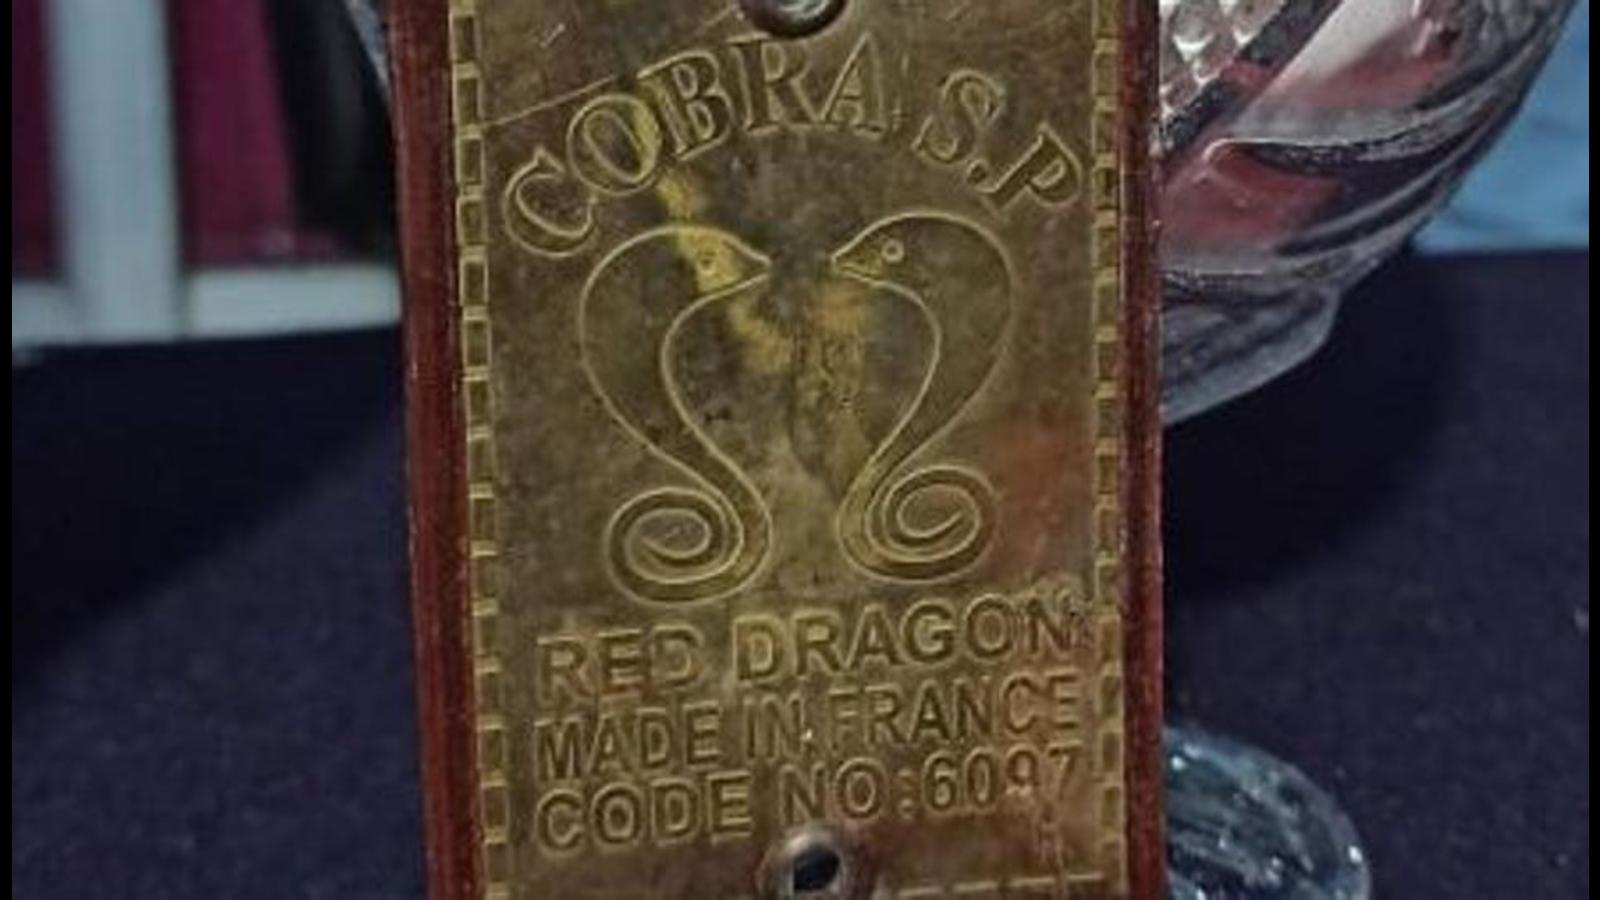 COBRA S.P
RED DRAGON
MADE IN FRANCE
CODE NO:6097